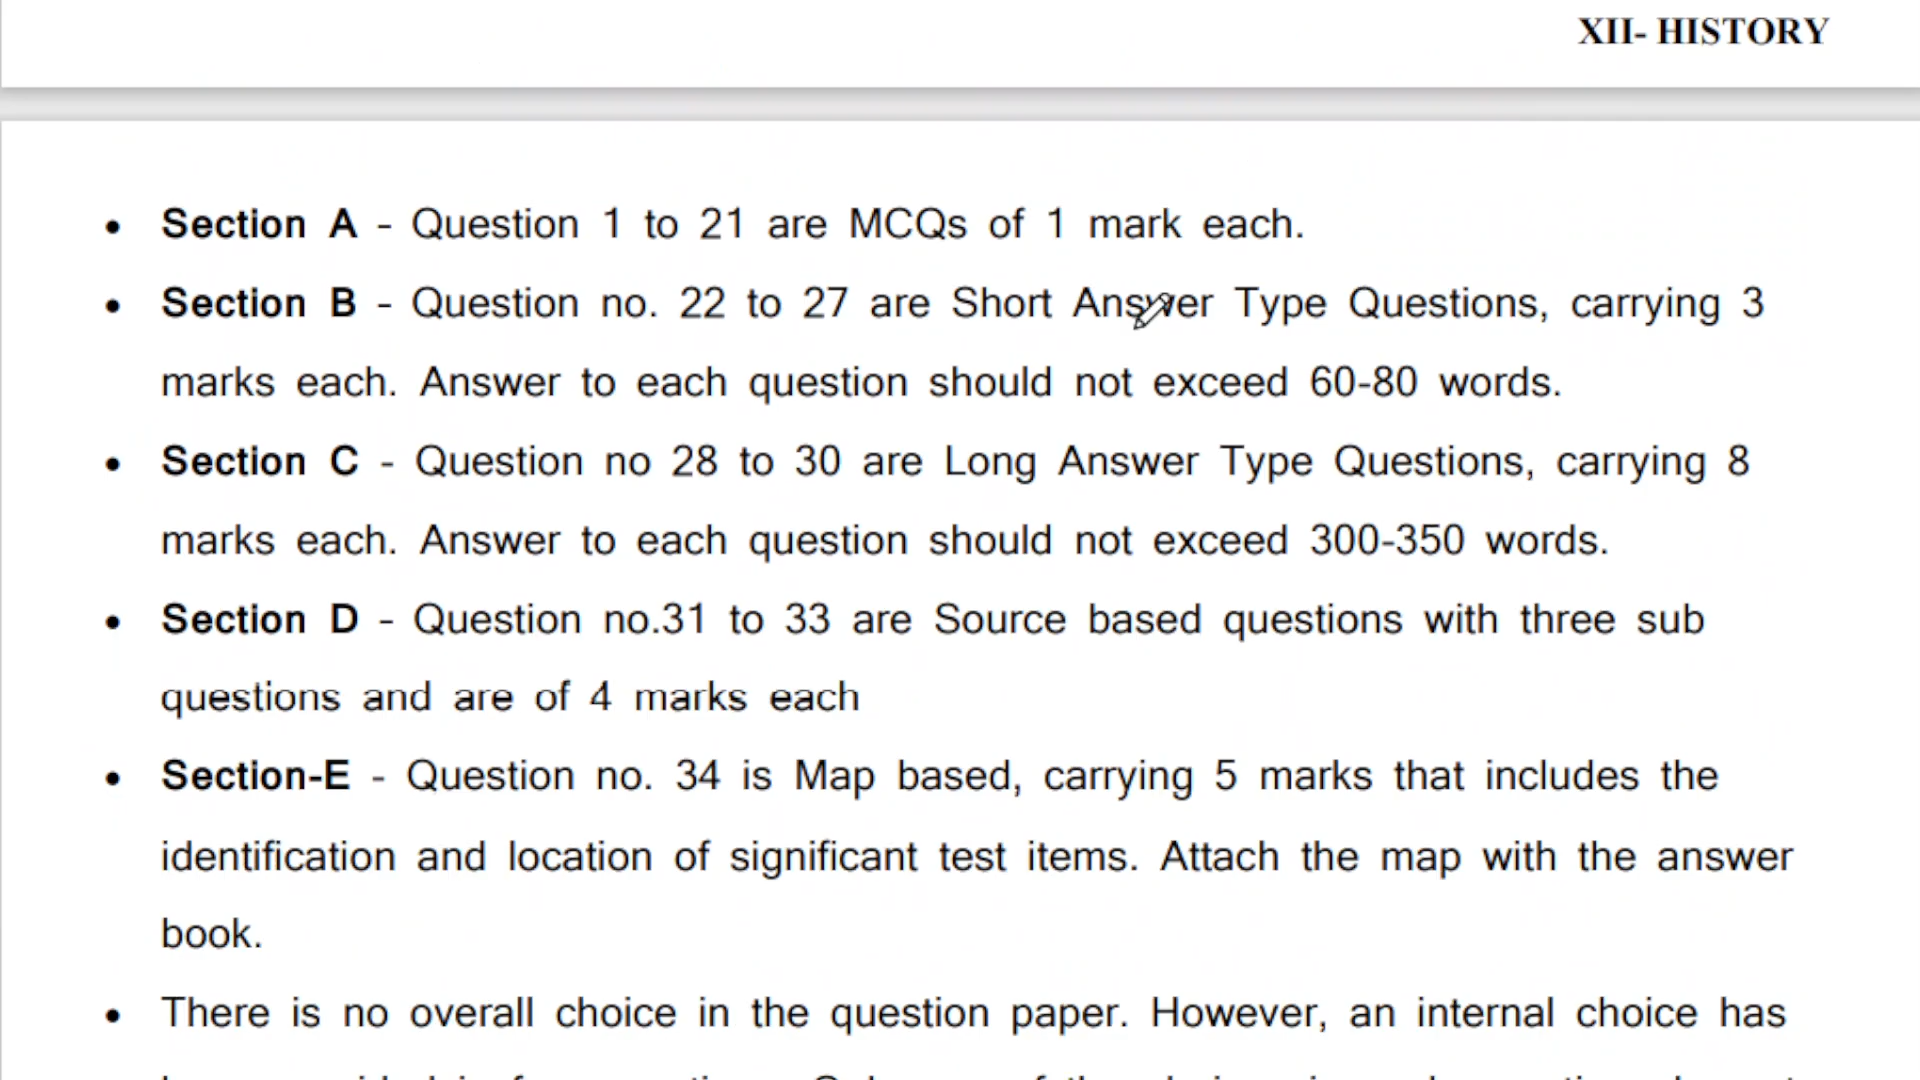 XII- HISTORY
• Section A - Question 1 to 21 are MCQs of 1 mark each.
• Section B - Question no. 22 to 27 are Short Answer Type Questions, carrying 3
marks each. Answer to each question should not exceed 60-80 words.
• Section C - Question no 28 to 30 are Long Answer Type Questions, carrying 8
marks each. Answer to each question should not exceed 300-350 words.
• Section D - Question no.31 to 33 are Source based questions with three sub
questions and are of 4 marks each
• Section-E - Question no. 34 is Map based, carrying 5 marks that includes the
identification and location of significant test items. Attach the map with the answer
book.
• There is no overall choice in the question paper. However, an internal choice has